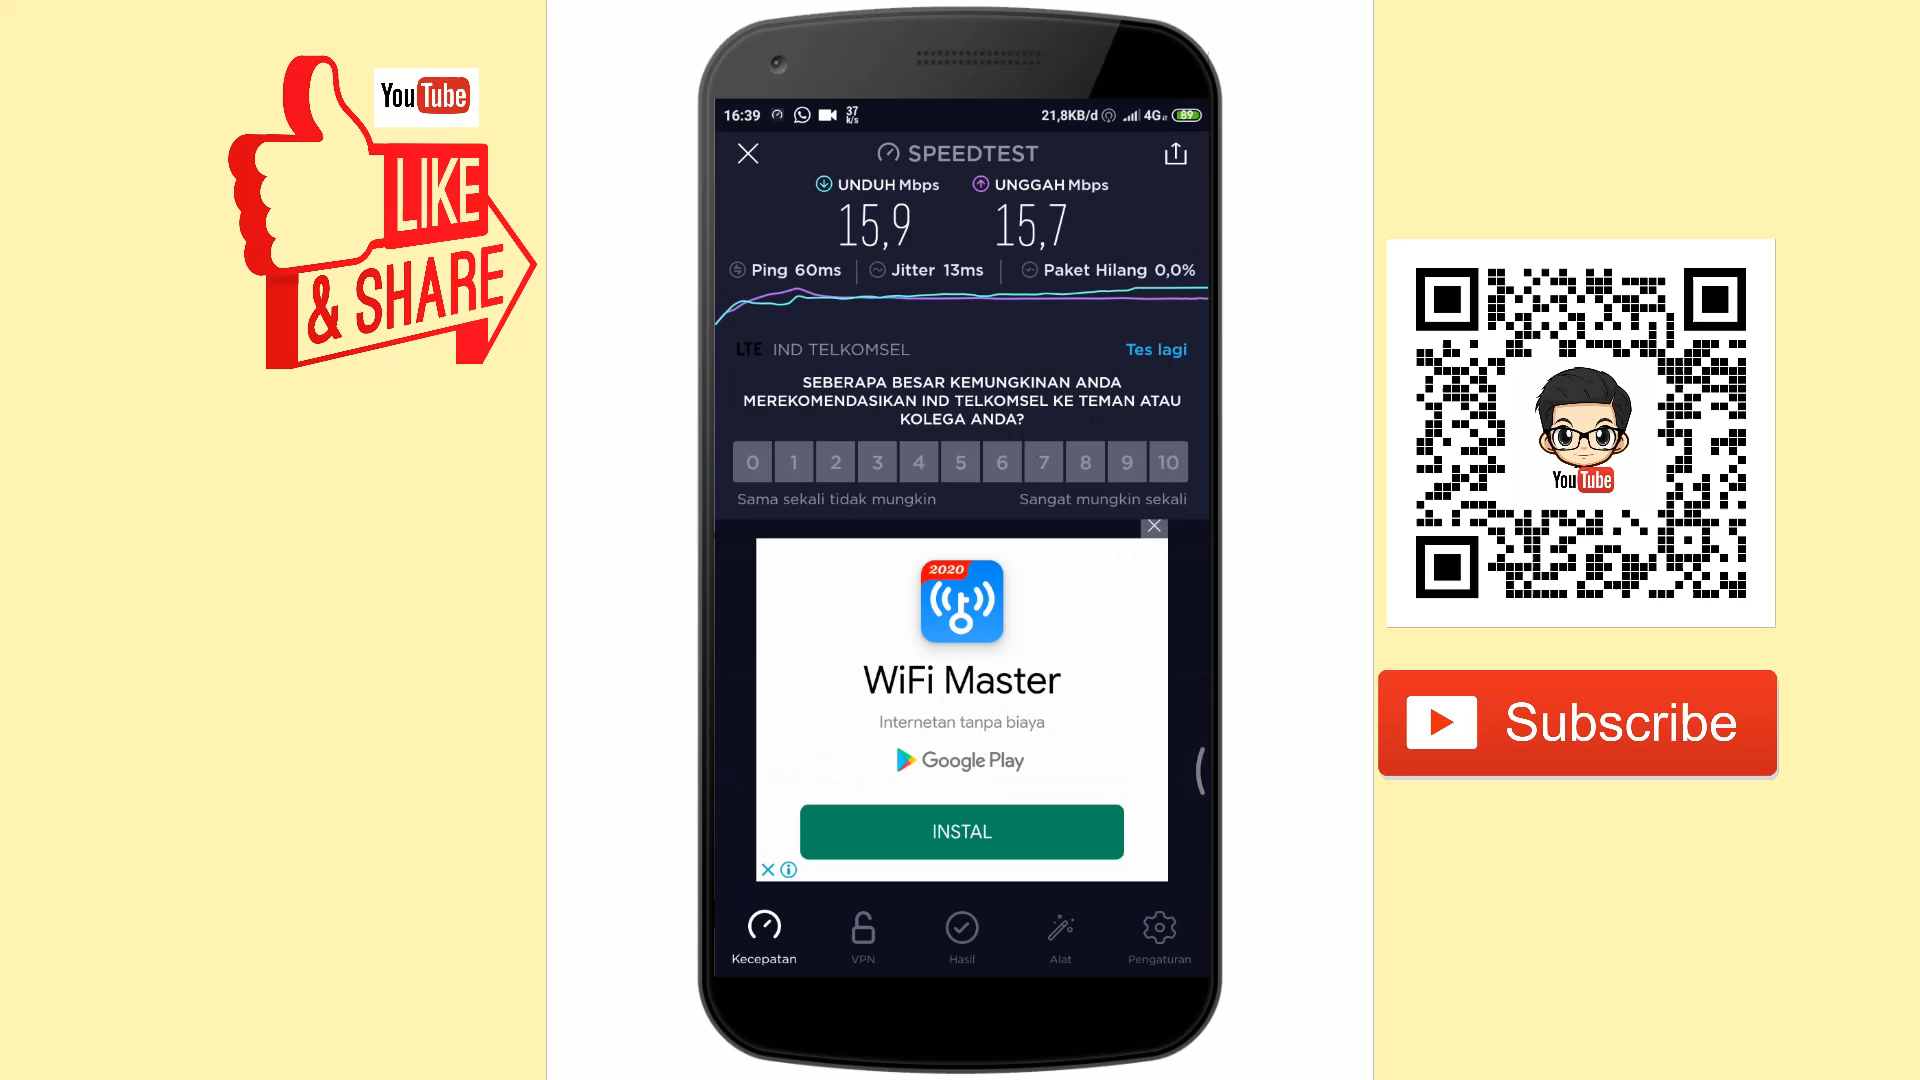 YouTube
LIKE
& SHARE
16:39
37
K/s
21,8KB/d
4G
89
SPEEDTEST
UNDUH Mbps
UNGGAH Mbps
15,9
15,7
Ping 60ms
Jitter 13ms
Paket Hilang 0,0%
LTE IND TELKOMSEL
Tes lagi
SEBERAPA BESAR KEMUNGKINAN ANDA
MEREKOMENDASIKAN IND TELKOMSEL KE TEMAN ATAU
KOLEGA ANDA?
0 1 2 3 4 5 6 7 8 9 10
Sama sekali tidak mungkin
Sangat mungkin sekali
2020
WiFi Master
Internetan tanpa biaya
Google Play
INSTAL
Kecepatan
VPN
Hasil
Alat
Pengaturan
YouTube
Subscribe